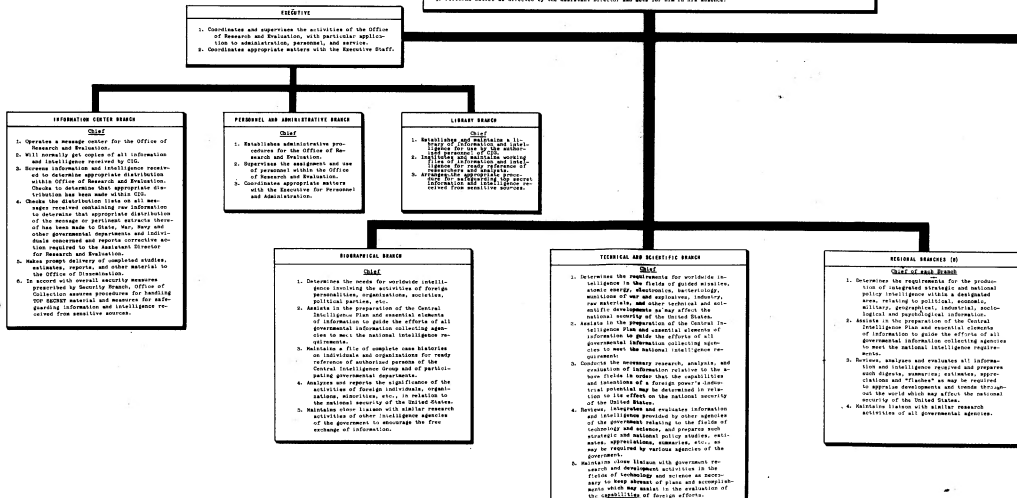 EXECUTIVE
1. Coordinates and supervises the activities of the Office
of Research and Evaluation, with particular applica-
tion to administration, personnel, and service.
2. Coordinates appropriate matters with the Executive Staff.
INFORMATION CENTER BRANCH
Chief
1. Operates a message center for the Office of
Research and Evaluation.
2. Will normally get copies of all information
and intelligence received by CIG.
3. Screens information and intelligence receiv-
ed to determine appropriate distribution
within Office of Research and Evaluation.
Checks to determine that appropriate dis-
tribution has been made within CIG.
4. Checks the distribution lists on all mes-
sages received containing raw information
to determine that appropriate distribution
of the message or pertinent extracts there-
of has been made to State, War, Navy and
other governmental departments and indivi-
duals concerned and reports corrective ac-
tion required to the Assistant Director
for Research and Evaluation.
5. Makes prompt delivery of completed studies,
estimates, reports, and other material to
the Office of Dissemination.
6. In accord with overall security measures
prescribed by Security Branch, Office of
Collection assures procedures for handling
TOP SECRET material and measures for safe-
guarding information and intelligence re-
ceived from sensitive sources.
PERSONNEL AND ADMINISTRATIVE BRANCH
Chief
1. Establishes administrative pro-
cedures for the Office of Re-
search and Evaluation.
2. Supervises the assignment and use
of personnel within the Office
of Research and Evaluation.
3. Coordinates appropriate matters
with the Executive for Personnel
and Administration.
LIBRARY BRANCH
Chief
1. Establishes and maintains a li-
brary of information and intel-
ligence for use by the author-
ized personnel of CIG.
2. Institutes and maintains working
files of information and intel-
ligence for ready reference of
researchers and analysts.
3. Arranges the appropriate proce-
dure for safeguarding top secret
information and intelligence re-
ceived from sensitive sources.
BIOGRAPHICAL BRANCH
Chief
1. Determines the needs for worldwide intelli-
gence involving the activities of foreign
personalities, organizations, societies,
political parties, etc.
2. Assists in the preparation of the Central
Intelligence Plan and essential elements
of information to guide the efforts of all
governmental information collecting agen-
cies to meet the national intelligence re-
quirements.
3. Maintains a file of complete case histories
on individuals and organizations for ready
reference of authorized persons of the
Central Intelligence Group and of partici-
pating governmental departments.
4. Analyzes and reports the significance of the
activities of foreign individuals, organi-
zations, minorities, etc., in relation to
the national security of the United States.
5. Maintains close liaison with similar research
activities of other intelligence agencies
of the government to encourage the free
exchange of information.
TECHNICAL AND SCIENTIFIC BRANCH
Chief
1. Determines the requirements for worldwide in-
telligence in the fields of guided missiles,
atomic energy, electronics, bacteriology,
munitions of war and explosives, industry,
raw materials, and other technical and sci-
entific developments as may affect the
national security of the United States.
2. Assists in the preparation of the Central In-
telligence Plan and essential elements of
information to guide the efforts of all
governmental information collecting agen-
cies to meet the national intelligence re-
quirement.
3. Conducts the necessary research, analysis, and
evaluation of information relative to the a-
bove fields in order that the capabilities
and intentions of a foreign power's indus-
trial potential may be determined in rela-
tion to its effect on the national security
of the United States.
4. Reviews, integrates and evaluates information
and intelligence provided by other agencies
of the government relating to the fields of
technology and science, and prepares such
strategic and national policy studies, esti-
mates, appreciations, summaries, etc., as
may be required by various agencies of the
government.
5. Maintains close liaison with government re-
search and development activities in the
fields of technology and science as neces-
sary to keep abreast of plans and accomplish-
ments which may assist in the evaluation of
the capabilities of foreign efforts.
REGIONAL BRANCHES
Chief of each Branch
1. Determines the requirements for the produc-
tion of integrated strategic and national
policy intelligence within a designated
area, relating to political, economic,
military, geographical, industrial, socio-
logical and psychological information.
2. Assists in the preparation of the Central
Intelligence Plan and essential elements
of information to guide the efforts of all
governmental information collecting agencies
to meet the national intelligence require-
ments.
3. Reviews, analyzes and evaluates all informa-
tion and intelligence received and prepares
such digests, summaries, estimates, appre-
ciations and "flashes" as may be required
to appraise developments and trends through-
out the world which may affect the national
security of the United States.
4. Maintains liaison with similar research
activities of all governmental agencies.